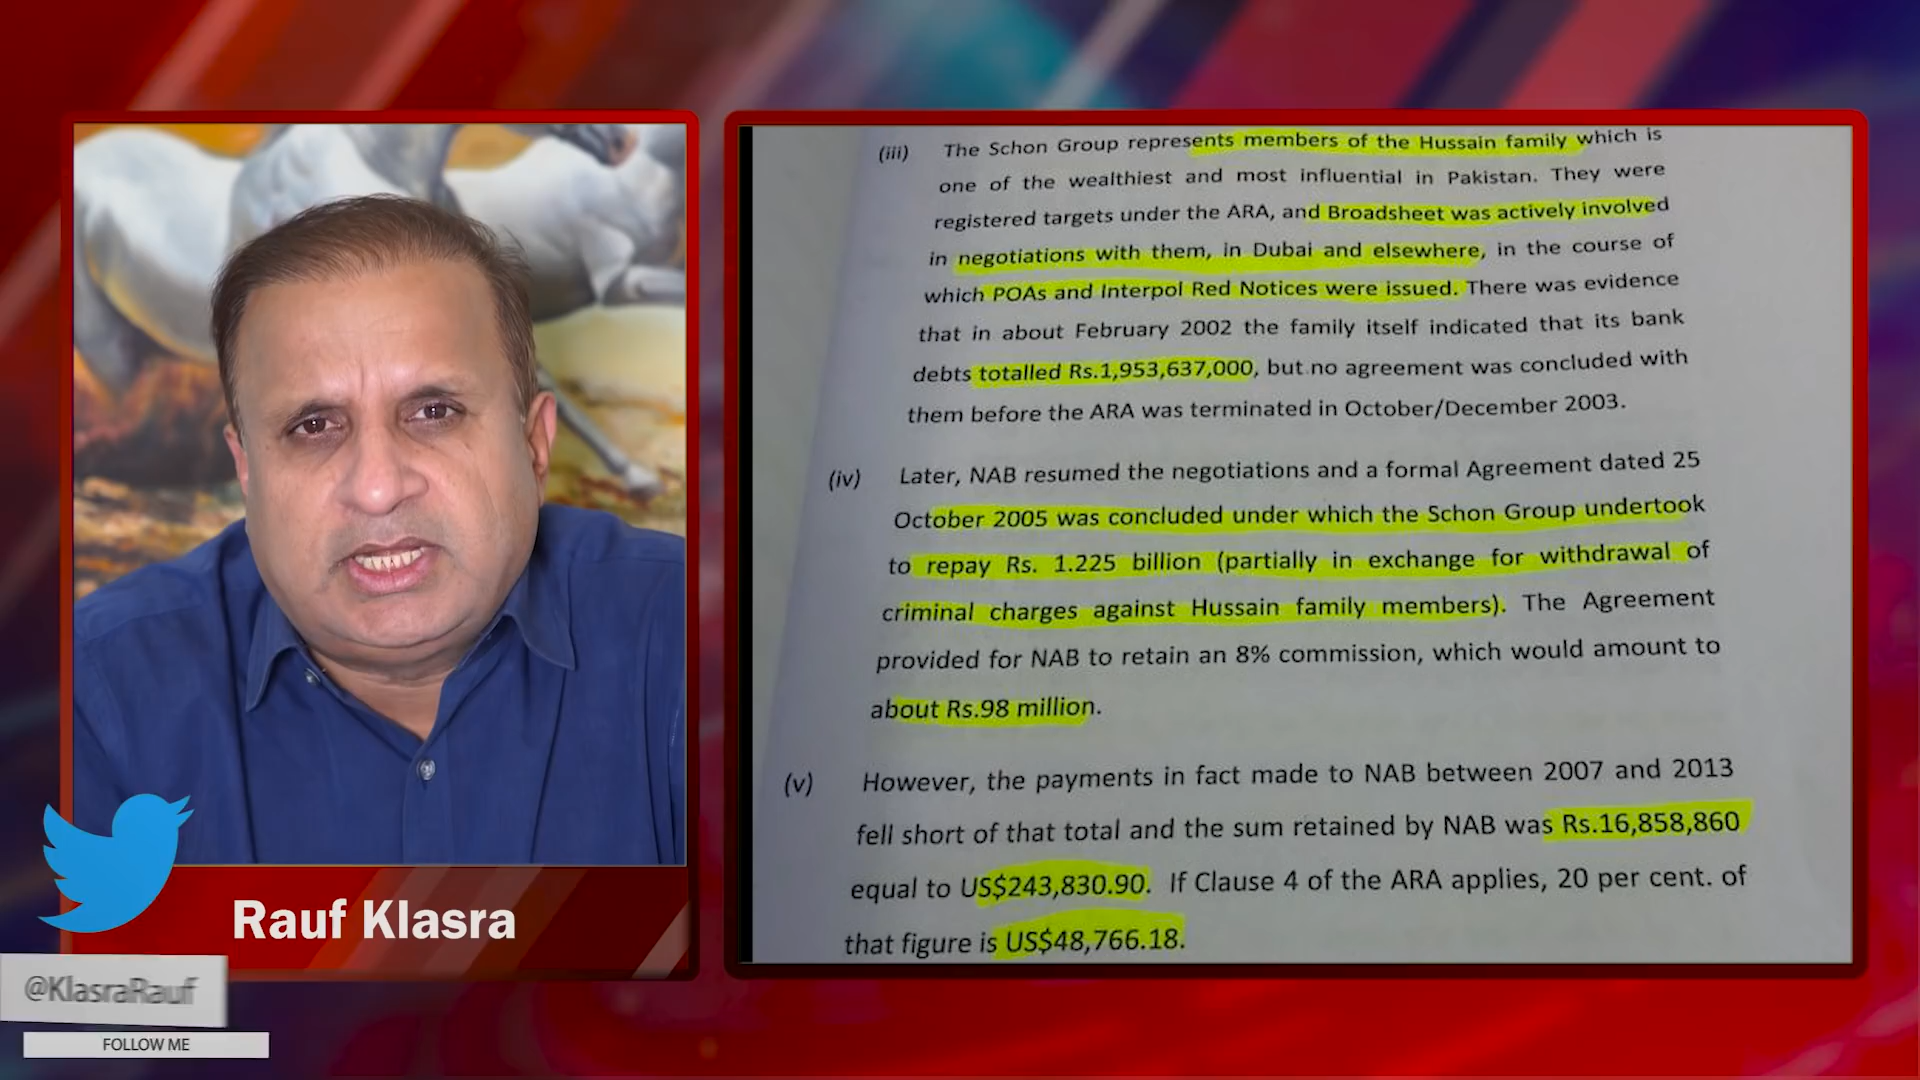 (iii) The Schon Group represents members of the Hussain family which is
one of the wealthiest and most influential in Pakistan. They were
registered targets under the ARA, and Broadsheet was actively involved
in negotiations with them, in Dubai and elsewhere, in the course of
which POAs and Interpol Red Notices were issued. There was evidence
that in about February 2002 the family itself indicated that its bank
debts totalled Rs.1,953,637,000, but no agreement was concluded with
them before the ARA was terminated in October/December 2003.
(iv) Later, NAB resumed the negotiations and a formal Agreement dated 25
October 2005 was concluded under which the Schon Group undertook
to repay Rs. 1.225 billion (partially in exchange for withdrawal of
criminal charges against Hussain family members). The Agreement
provided for NAB to retain an 8% commission, which would amount to
about Rs.98 million.
(v) However, the payments in fact made to NAB between 2007 and 2013
fell short of that total and the sum retained by NAB was Rs.16,858,860
equal to US$243,830.90. If Clause 4 of the ARA applies, 20 per cent. of
that figure is US$48,766.18.
Rauf Klasra
@KlasraRauf
FOLLOW ME